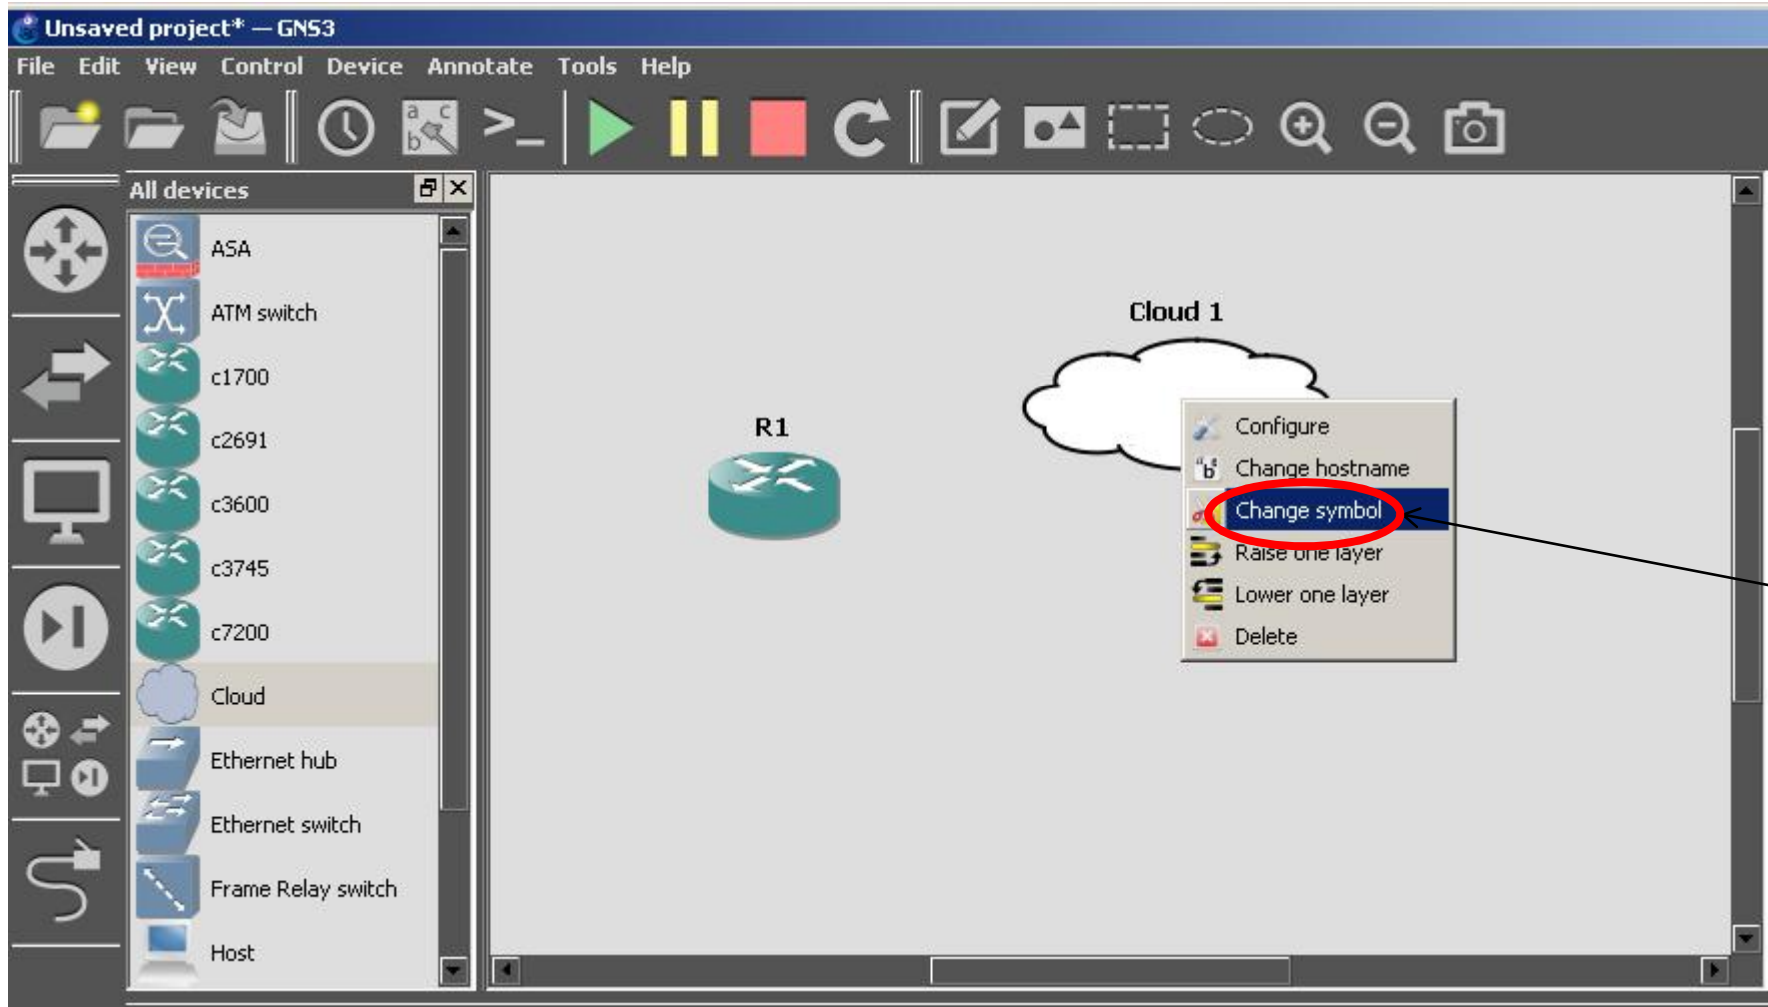 Unsaved project* — GNS3
File Edit View Control Device Annotate Tools Help
All devices
ASA
ATM switch
c1700
c2691
c3600
c3745
c7200
Cloud
Ethernet hub
Ethernet switch
Frame Relay switch
Host
R1
Cloud 1
Configure
Change hostname
Change symbol
Raise one layer
Lower one layer
Delete